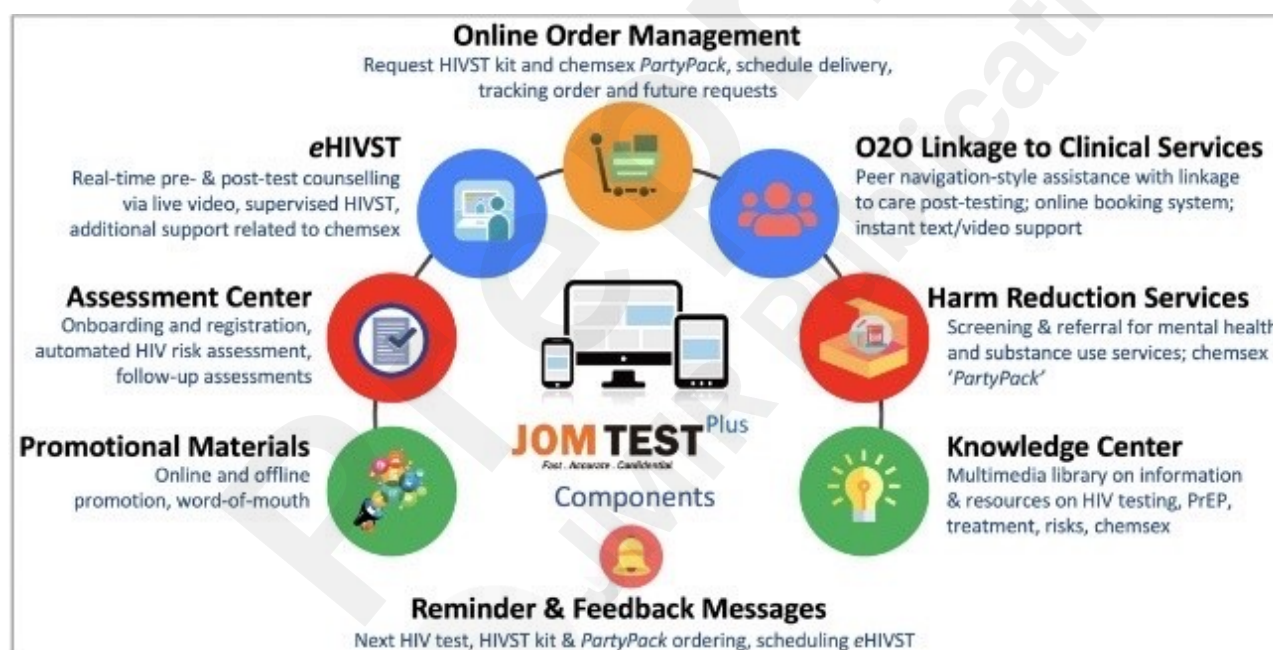 Online Order Management
Request HIVST kit and chemsex PartyPack, schedule delivery,
tracking order and future requests
eHIVST
Real-time pre- & post-test counselling
via live video, supervised HIVST,
additional support related to chemsex
O2O Linkage to Clinical Services
Peer navigation-style assistance with linkage
to care post-testing; online booking system;
instant text/video support
Assessment Center
Onboarding and registration,
automated HIV risk assessment,
follow-up assessments
Harm Reduction Services
Screening & referral for mental health
and substance use services; chemsex
‘PartyPack’
Promotional Materials
Online and offline
promotion, word-of-mouth
JOM TEST Plus
Fast . Accurate . Confidential
Components
Knowledge Center
Multimedia library on information
& resources on HIV testing, PrEP,
treatment, risks, chemsex
Reminder & Feedback Messages
Next HIV test, HIVST kit & PartyPack ordering, scheduling eHIVST